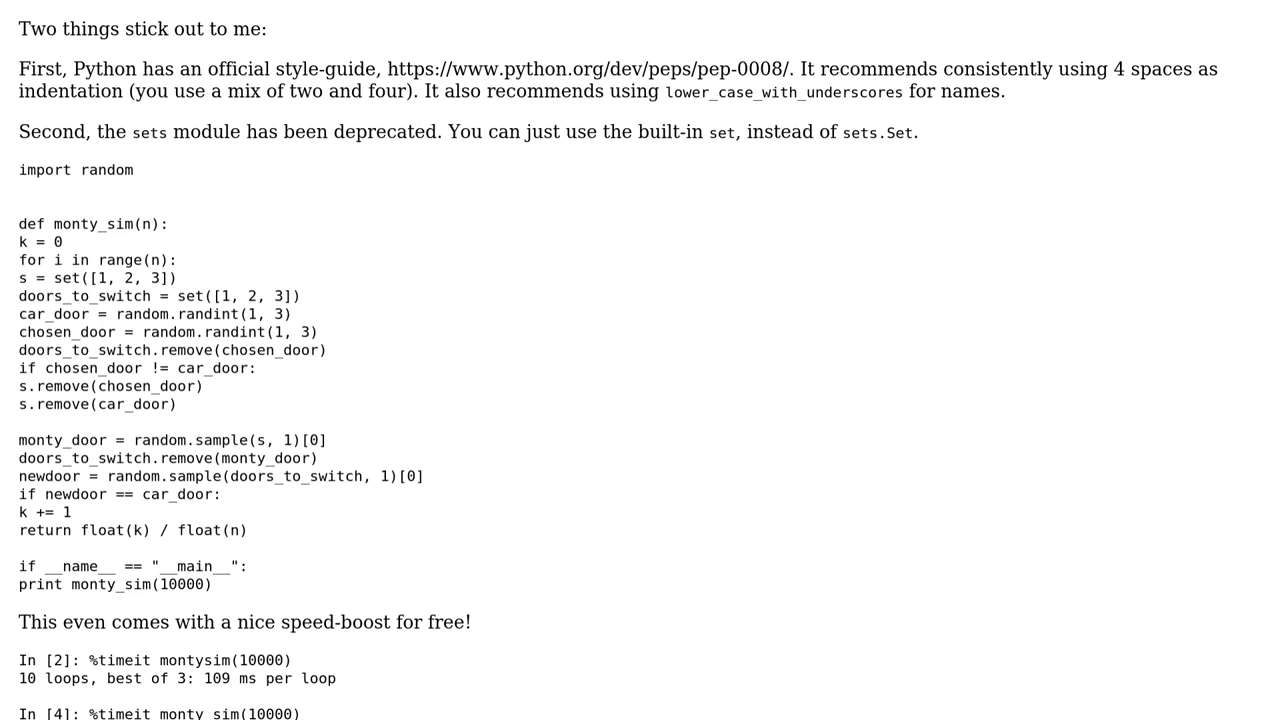 Two things stick out to me:
First, Python has an official style-guide, https://www.python.org/dev/peps/pep-0008/. It recommends consistently using 4 spaces as
indentation (you use a mix of two and four). It also recommends using lower_case_with_underscores for names.
Second, the sets module has been deprecated. You can just use the built-in set, instead of sets.Set.
import random
def monty_sim(n):
k = 0
for i in range(n):
s = set([1, 2, 3])
doors_to_switch = set([1, 2, 3])
car_door = random.randint(1, 3)
chosen_door = random.randint(1, 3)
doors_to_switch.remove(chosen_door)
if chosen_door != car_door:
s.remove(chosen_door)
s.remove(car_door)
monty_door = random.sample(s, 1)[0]
doors_to_switch.remove(monty_door)
newdoor = random.sample(doors_to_switch, 1)[0]
if newdoor == car_door:
k += 1
return float(k) / float(n)
if __name__ == "__main__":
print monty_sim(10000)
This even comes with a nice speed-boost for free!
In [2]: %timeit montysim(10000)
10 loops, best of 3: 109 ms per loop
In [4]: %timeit monty_sim(10000)